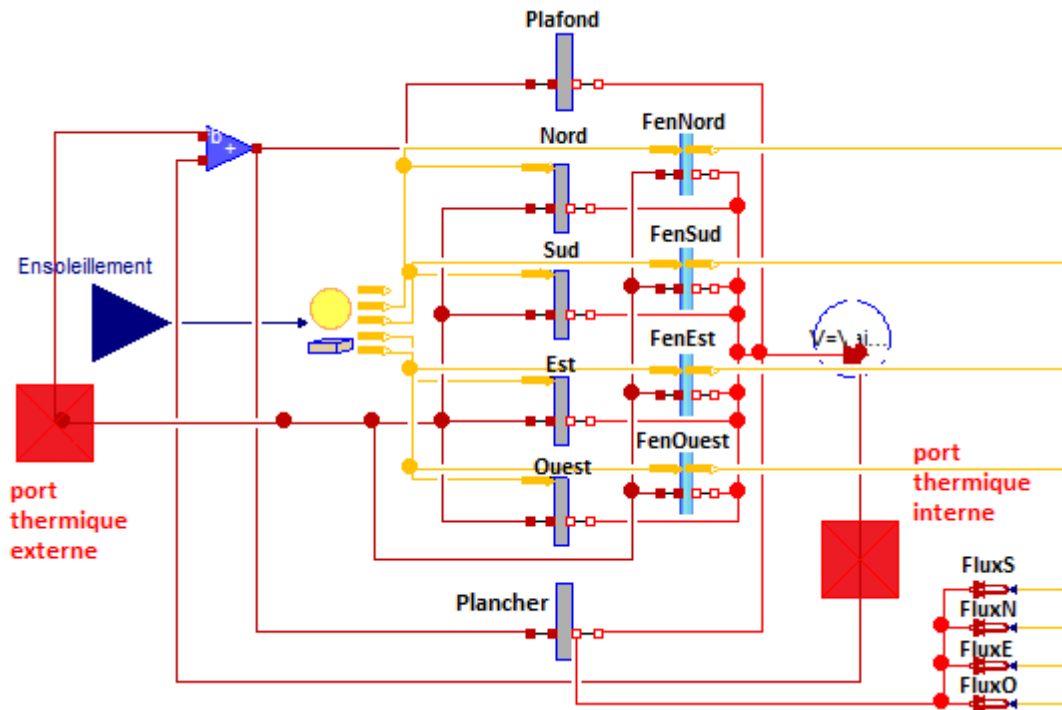 Plafond
Nord
FenNord
b
+
Sud
FenSud
Ensoleillement
Est
FenEst
Ouest
FenOuest
port
thermique
externe
port
thermique
interne
Plancher
FluxS
FluxN
FluxE
FluxO